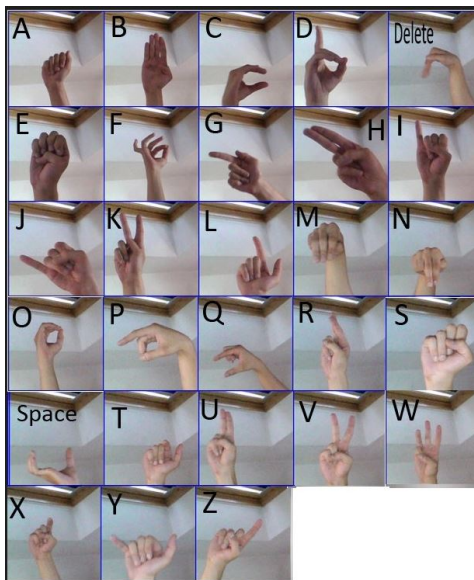 A B C D Delete
E F G H I
J K L M N
O P Q R S
Space T U V W
X Y Z